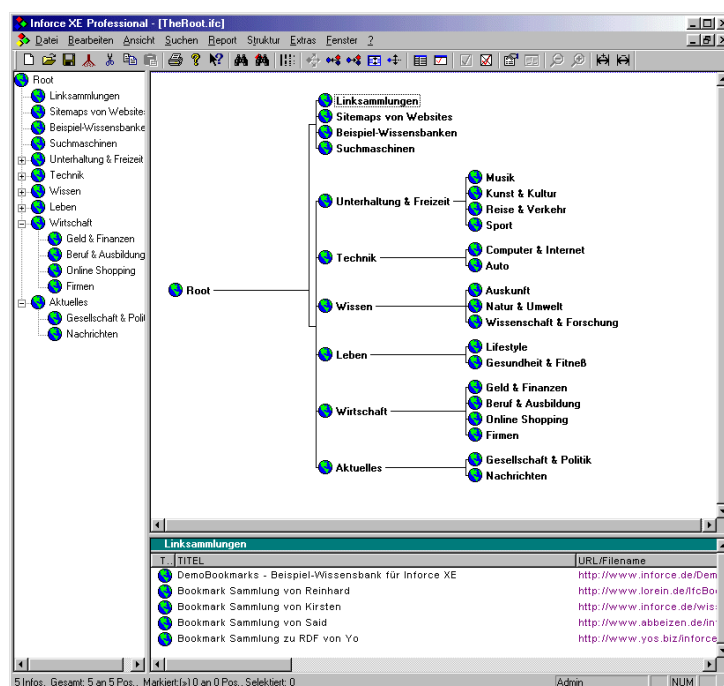 Inforce XE Professional - [TheRoot.ifc]
Datei Bearbeiten Ansicht Suchen Report Struktur Extras Fenster ?
Root
Linksammlungen
Sitemaps von Websites
Beispiel-Wissensbanke
Suchmaschinen
Unterhaltung & Freizeit
Technik
Wissen
Leben
Wirtschaft
Geld & Finanzen
Beruf & Ausbildung
Online Shopping
Firmen
Aktuelles
Gesellschaft & Polit
Nachrichten
Root
Linksammlungen
Sitemaps von Websites
Beispiel-Wissensbanken
Suchmaschinen
Unterhaltung & Freizeit
Musik
Kunst & Kultur
Reise & Verkehr
Sport
Technik
Computer & Internet
Auto
Wissen
Auskunft
Natur & Umwelt
Wissenschaft & Forschung
Leben
Lifestyle
Gesundheit & Fitneß
Wirtschaft
Geld & Finanzen
Beruf & Ausbildung
Online Shopping
Firmen
Aktuelles
Gesellschaft & Politik
Nachrichten
Linksammlungen
T.. TITEL URL/Filename
DemoBookmarks - Beispiel-Wissensbank für Inforce XE http://www.inforce.de/Dem
Bookmark Sammlung von Reinhard http://www.lorein.de/IfcBo
Bookmark Sammlung von Kirsten http://www.inforce.de/wis
Bookmark Sammlung von Said http://www.abbeizen.de/in
Bookmark Sammlung zu RDF von Yo http://www.yos.biz/inforce
5 Infos, Gesamt: 5 an 5 Pos., Markiert:(») 0 an 0 Pos., Selektiert: 0 Admin NUM